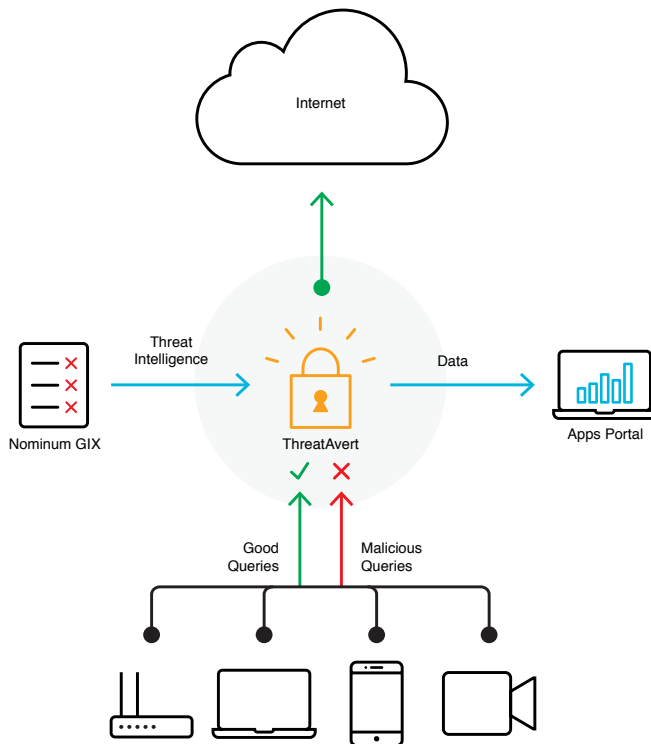 Internet
Threat
Intelligence
Data
Nominum GIX
ThreatAvert
Apps Portal
Good
Queries
Malicious
Queries